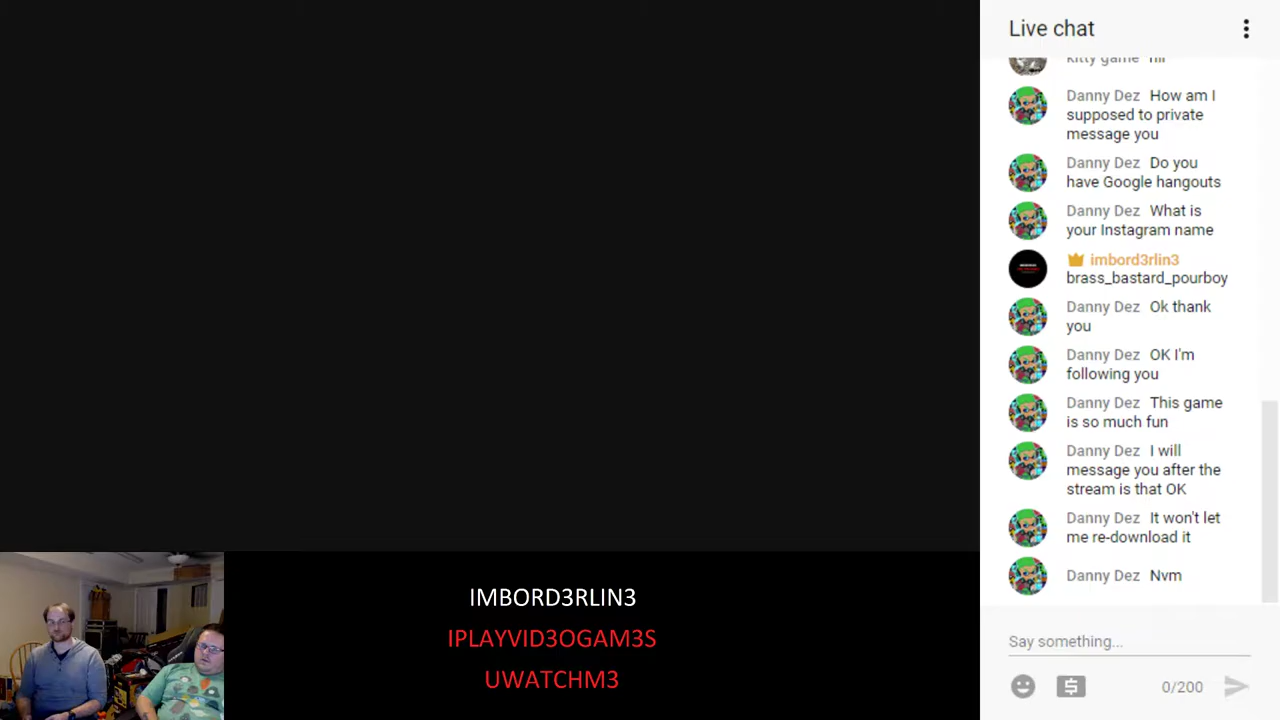 Live chat
kitty game
Danny Dez How am I
supposed to private
message you
Danny Dez Do you
have Google hangouts
Danny Dez What is
your Instagram name
imbord3rlin3
brass_bastard_pourboy
Danny Dez Ok thank
you
Danny Dez OK I'm
following you
Danny Dez This game
is so much fun
Danny Dez I will
message you after the
stream is that OK
Danny Dez It won't let
me re-download it
Danny Dez Nvm
Say something...
0/200
IMBORD3RLIN3
IPLAYVID3OGAM3S
UWATCHM3